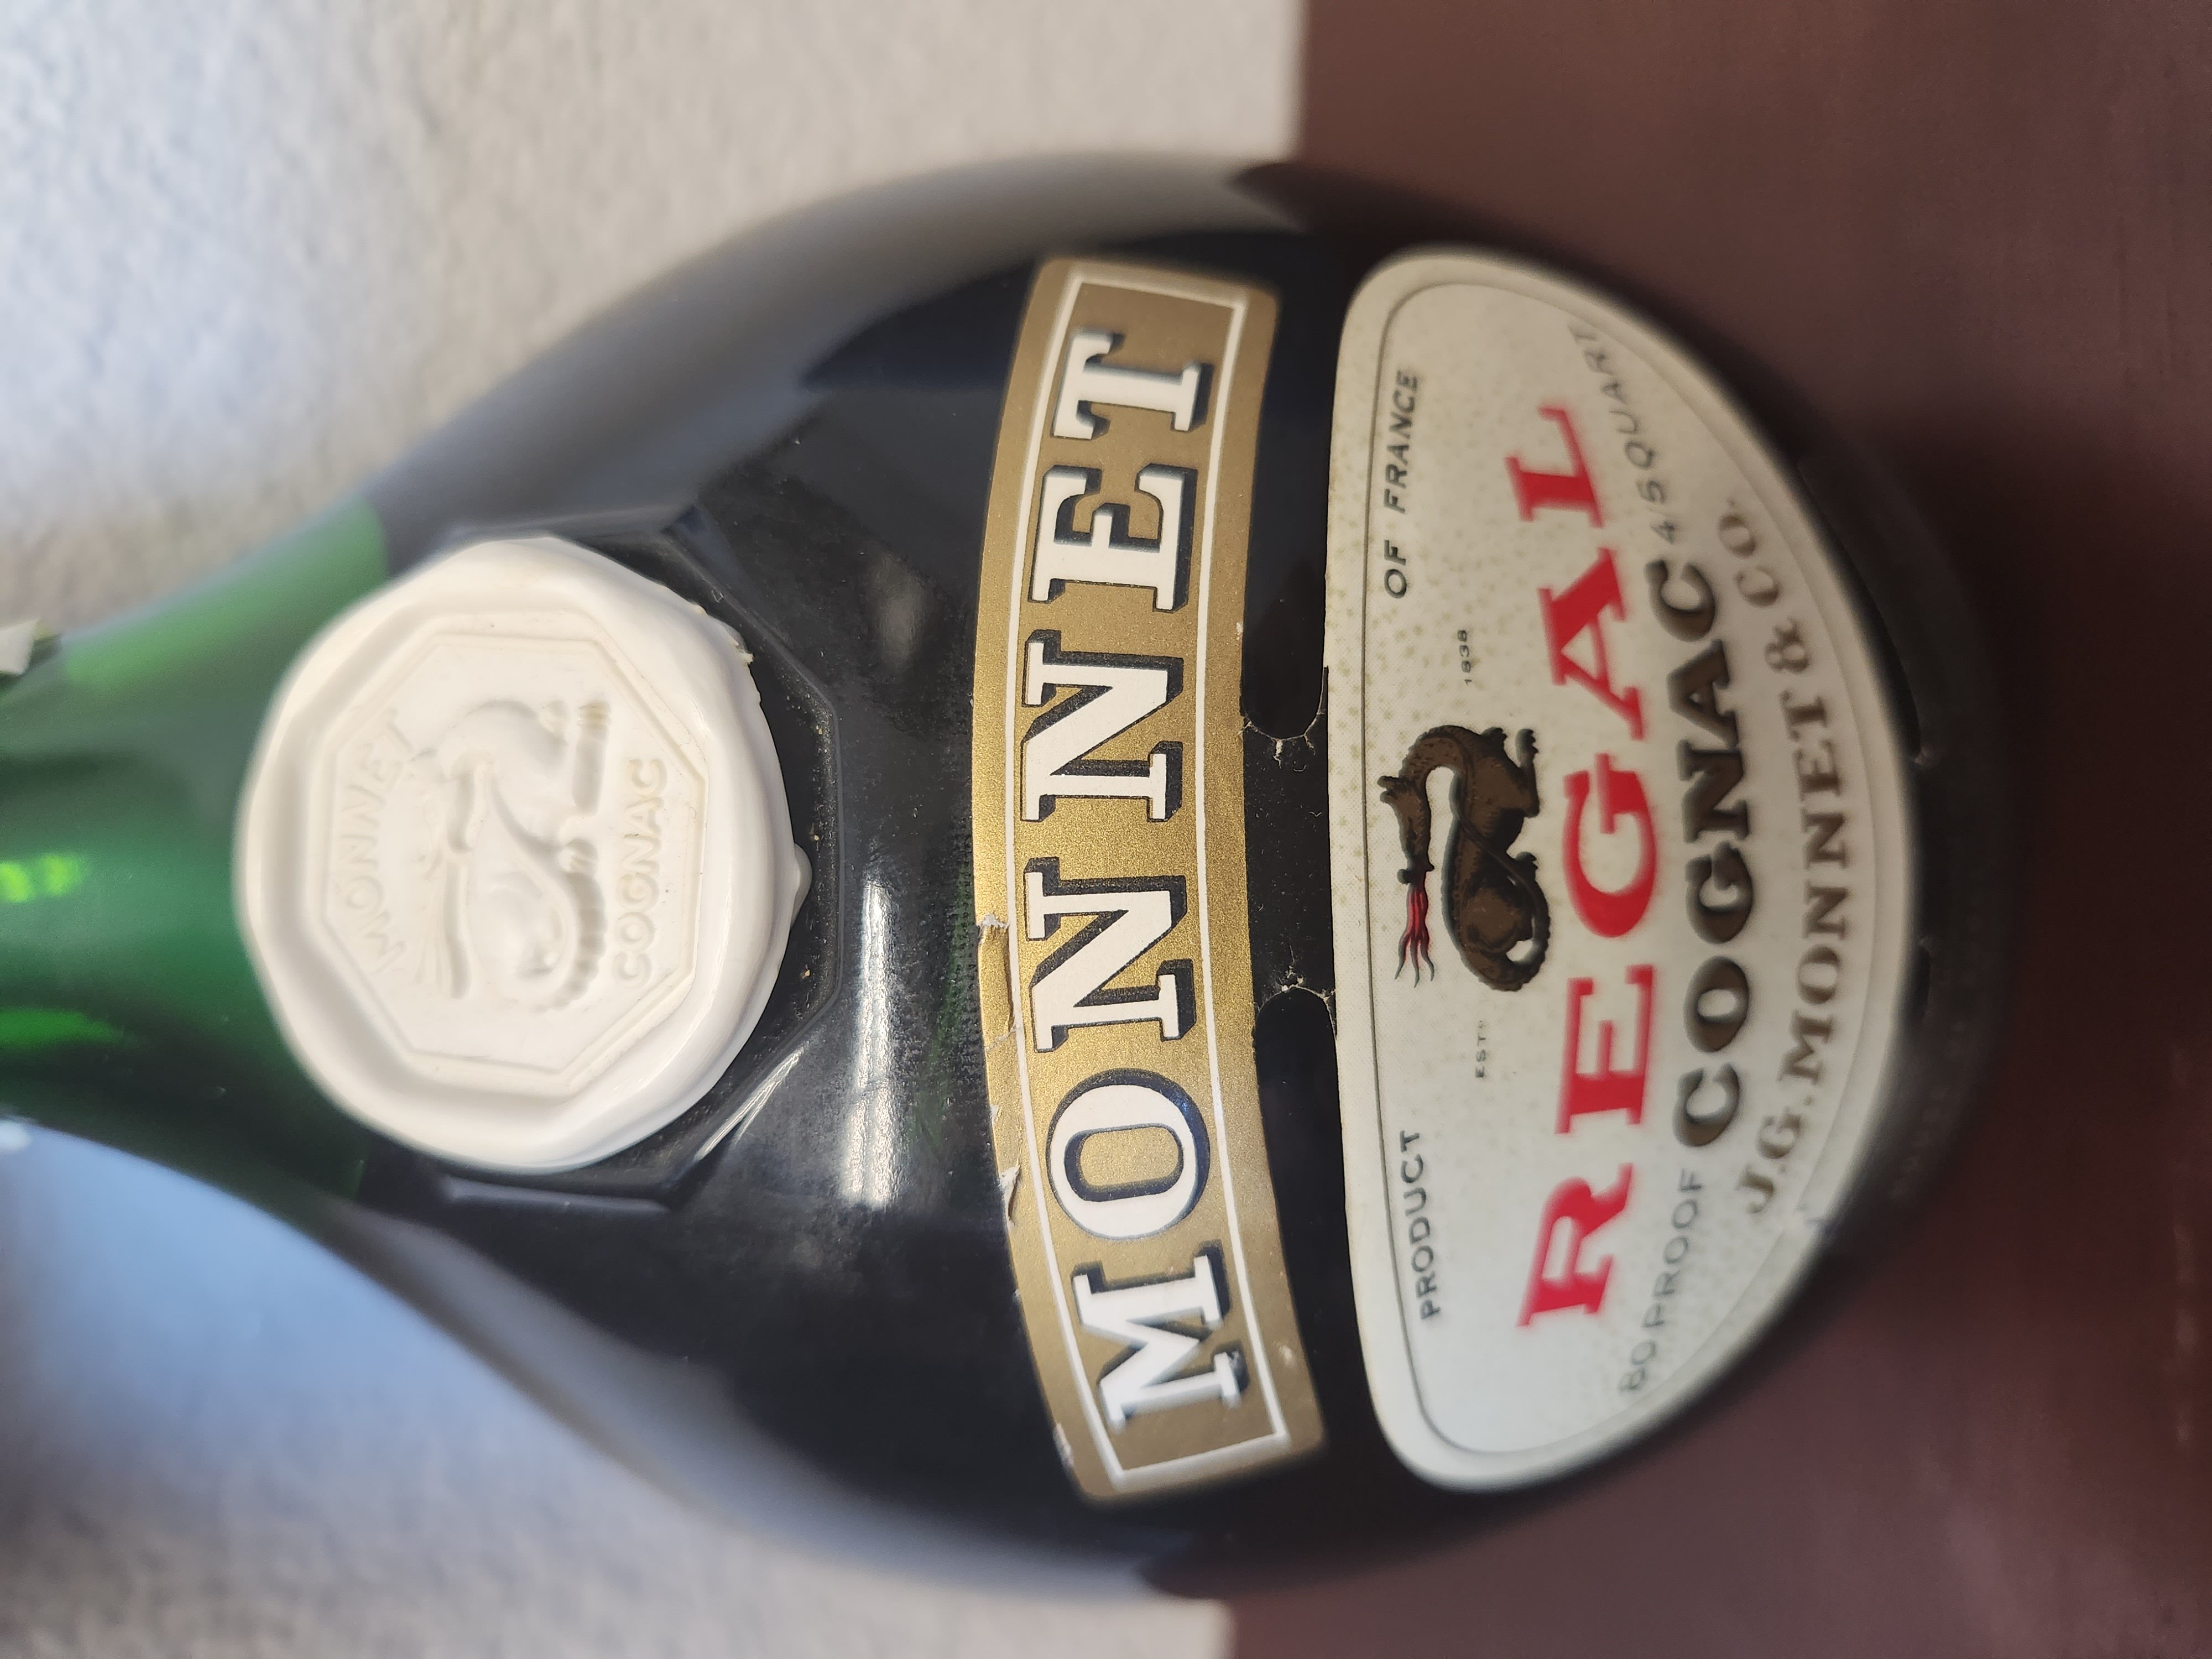 MONNET
COGNAC
MONNET
PRODUCT OF FRANCE
ESTD 1838
REGAL
80 PROOF COGNAC 4/5 QUART
J.G. MONNET & CO.